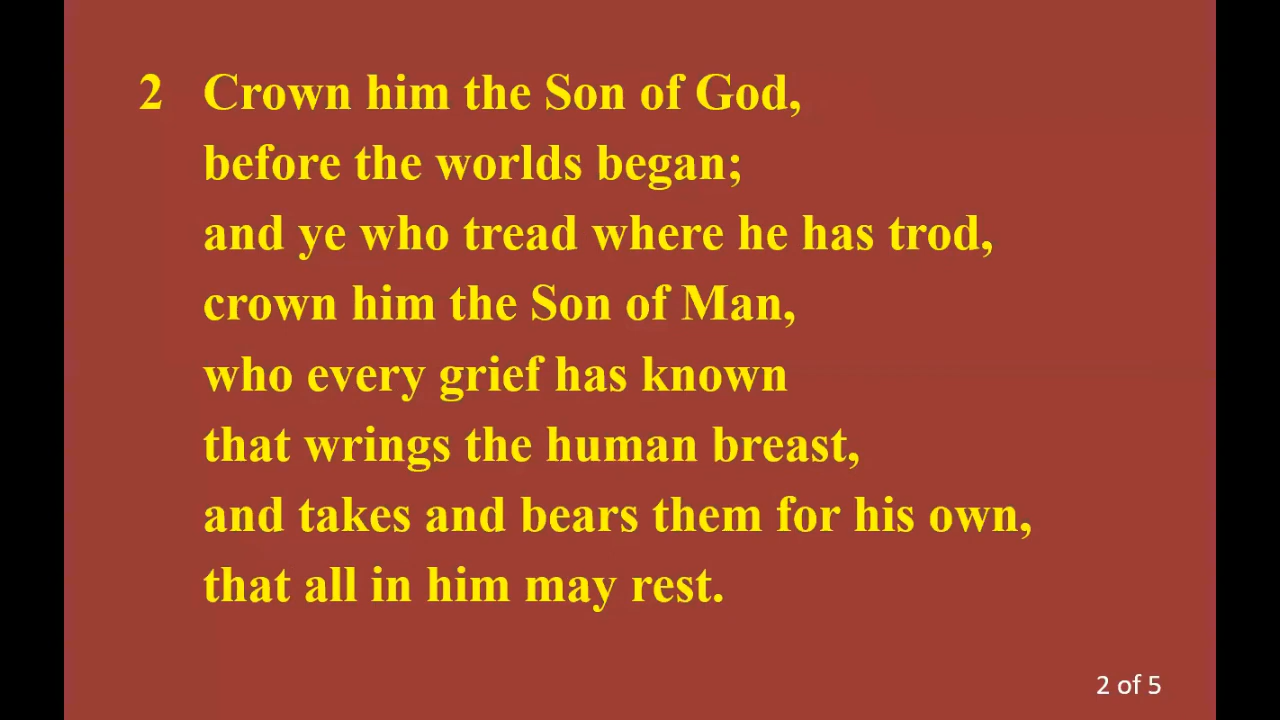 2 Crown him the Son of God,
before the worlds began;
and ye who tread where he has trod,
crown him the Son of Man,
who every grief has known
that wrings the human breast,
and takes and bears them for his own,
that all in him may rest.
2 of 5